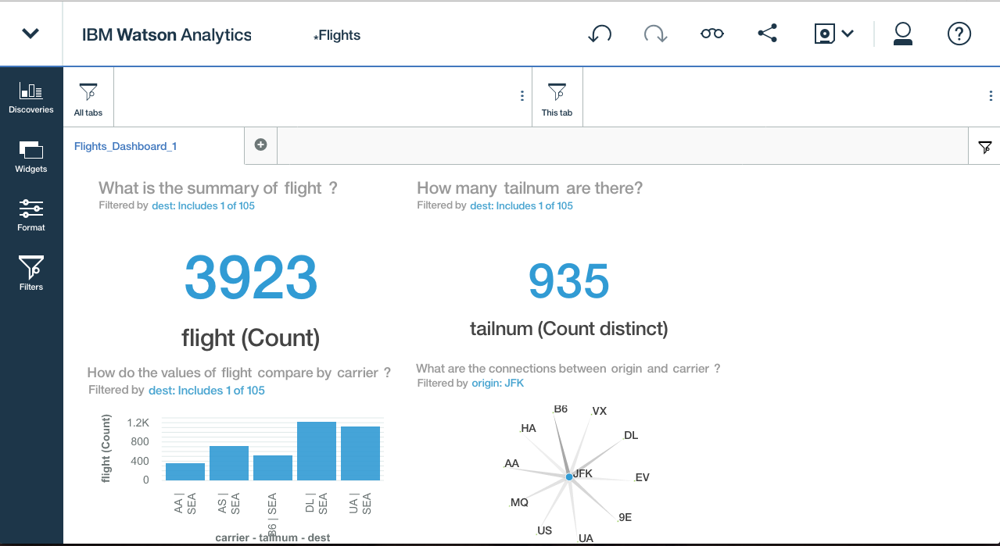 IBM Watson Analytics
*Flights
Discoveries
Widgets
Format
Filters
All tabs
This tab
Flights_Dashboard_1
What is the summary of flight ?
Filtered by dest: Includes 1 of 105
3923
flight (Count)
How many tailnum are there?
Filtered by dest: Includes 1 of 105
935
tailnum (Count distinct)
How do the values of flight compare by carrier ?
Filtered by dest: Includes 1 of 105
flight (Count)
1.2K
800
400
0
AA |
SEA
AS |
SEA
B6 | SEA
DL |
SEA
UA |
SEA
carrier - tailnum - dest
What are the connections between origin and carrier ?
Filtered by origin: JFK
B6
VX
HA
DL
AA
JFK
EV
MQ
9E
US
UA